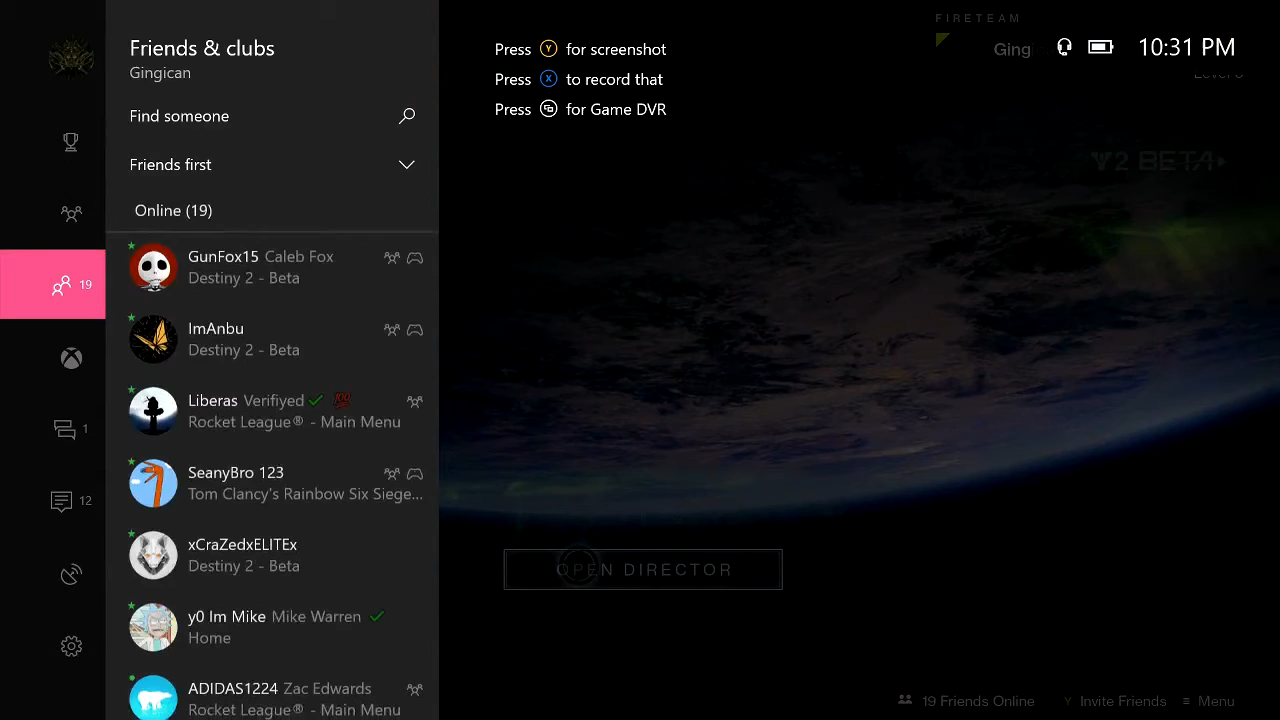 Friends & clubs
Gingican
Find someone
Friends first
Online (19)
GunFox15 Caleb Fox
Destiny 2 - Beta
ImAnbu
Destiny 2 - Beta
Liberas Verifiyed ✓ 💯
Rocket League® - Main Menu
SeanyBro 123
Tom Clancy's Rainbow Six Siege...
xCraZedxELITEx
Destiny 2 - Beta
y0 Im Mike Mike Warren ✓
Home
ADIDAS1224 Zac Edwards
Rocket League® - Main Menu
19
1
12
Press Y for screenshot
Press X to record that
Press for Game DVR
FIRETEAM
Ging
10:31 PM
2 BETA
OPEN DIRECTOR
19 Friends Online
Y Invite Friends
Menu